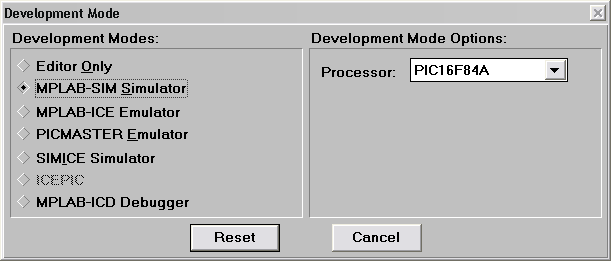 Development Mode
Development Modes:
Editor Only
MPLAB-SIM Simulator
MPLAB-ICE Emulator
PICMASTER Emulator
SIMICE Simulator
ICEPIC
MPLAB-ICD Debugger
Development Mode Options:
Processor: PIC16F84A
Reset Cancel